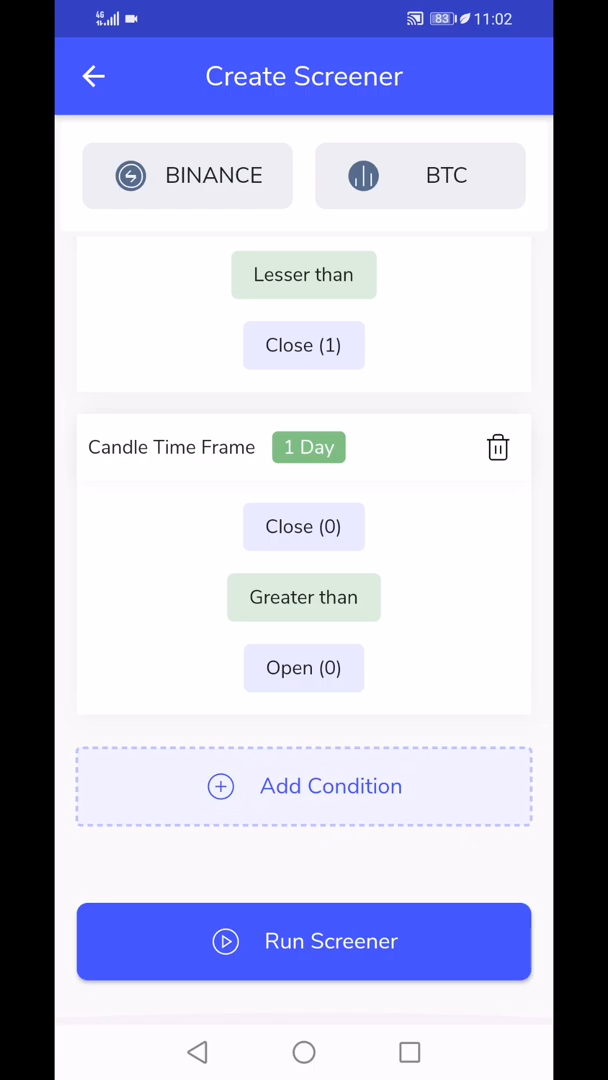 4G 83 11:02
Create Screener
BINANCE BTC
Lesser than
Close (1)
Candle Time Frame 1 Day
Close (0)
Greater than
Open (0)
Add Condition
Run Screener